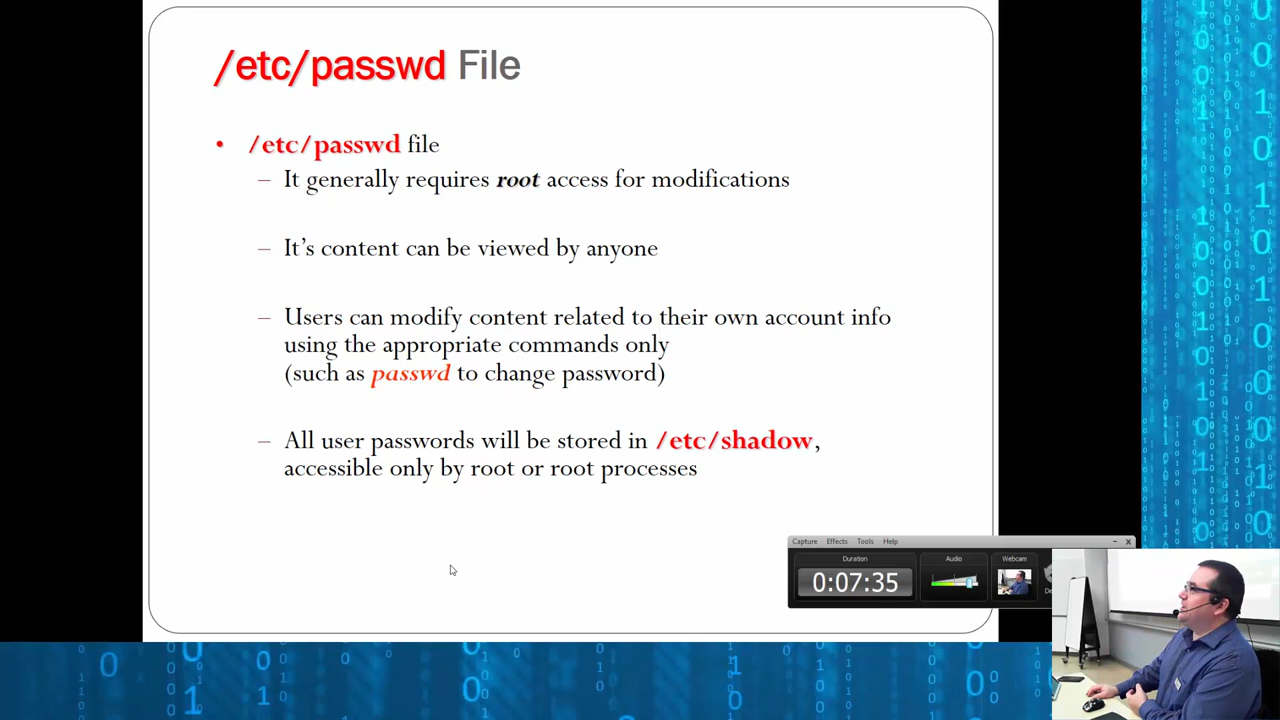 /etc/passwd File
• /etc/passwd file
– It generally requires root access for modifications
– It's content can be viewed by anyone
– Users can modify content related to their own account info
using the appropriate commands only
(such as passwd to change password)
– All user passwords will be stored in /etc/shadow,
accessible only by root or root processes
Capture Effects Tools Help
Duration Audio Webcam
0:07:35